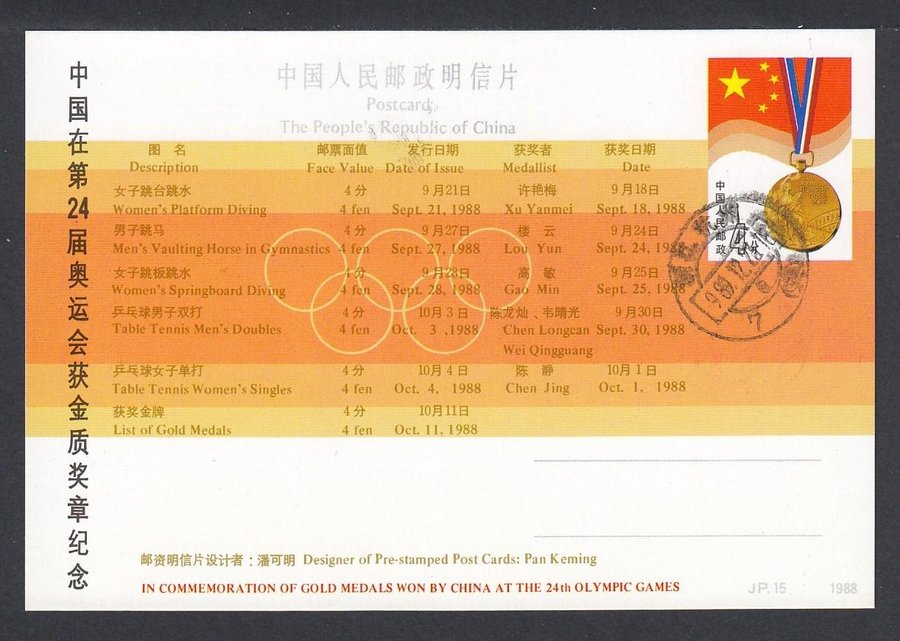 中国在第24届奥运会获金质奖章纪念
中国人民邮政明信片
Postcard:
The People's Republic of China
图 名 邮票面值 发行日期 获奖者 获奖日期
Description Face Value Date of Issue Medallist Date
女子跳台跳水 4 分 9 月21日 许艳梅 9 月18日
Women's Platform Diving 4 fen Sept. 21, 1988 Xu Yanmei Sept. 18, 1988
男子跳马 4 分 9 月27日 楼 云 9 月24日
Men's Vaulting Horse in Gymnastics 4 fen Sept. 27, 1988 Lou Yun Sept. 24, 1988
女子跳板跳水 4 分 9 月28日 高 敏 9 月25日
Women's Springboard Diving 4 fen Sept. 28, 1988 Gao Min Sept. 25, 1988
乒乓球男子双打 4 分 10月 3 日 陈龙灿、韦晴光 9 月30日
Table Tennis Men's Doubles 4 fen Oct. 3 ,1988 Chen Longcan Sept. 30, 1988
Wei Qingguang
乒乓球女子单打 4 分 10月 4 日 陈 静 10月 1 日
Table Tennis Women's Singles 4 fen Oct. 4, 1988 Chen Jing Oct. 1, 1988
获奖金牌 4 分 10月11日
List of Gold Medals 4 fen Oct. 11, 1988
中国人民邮政
4分
7
邮资明信片设计者：潘可明 Designer of Pre-stamped Post Cards: Pan Keming
IN COMMEMORATION OF GOLD MEDALS WON BY CHINA AT THE 24th OLYMPIC GAMES
JP. 15 1988